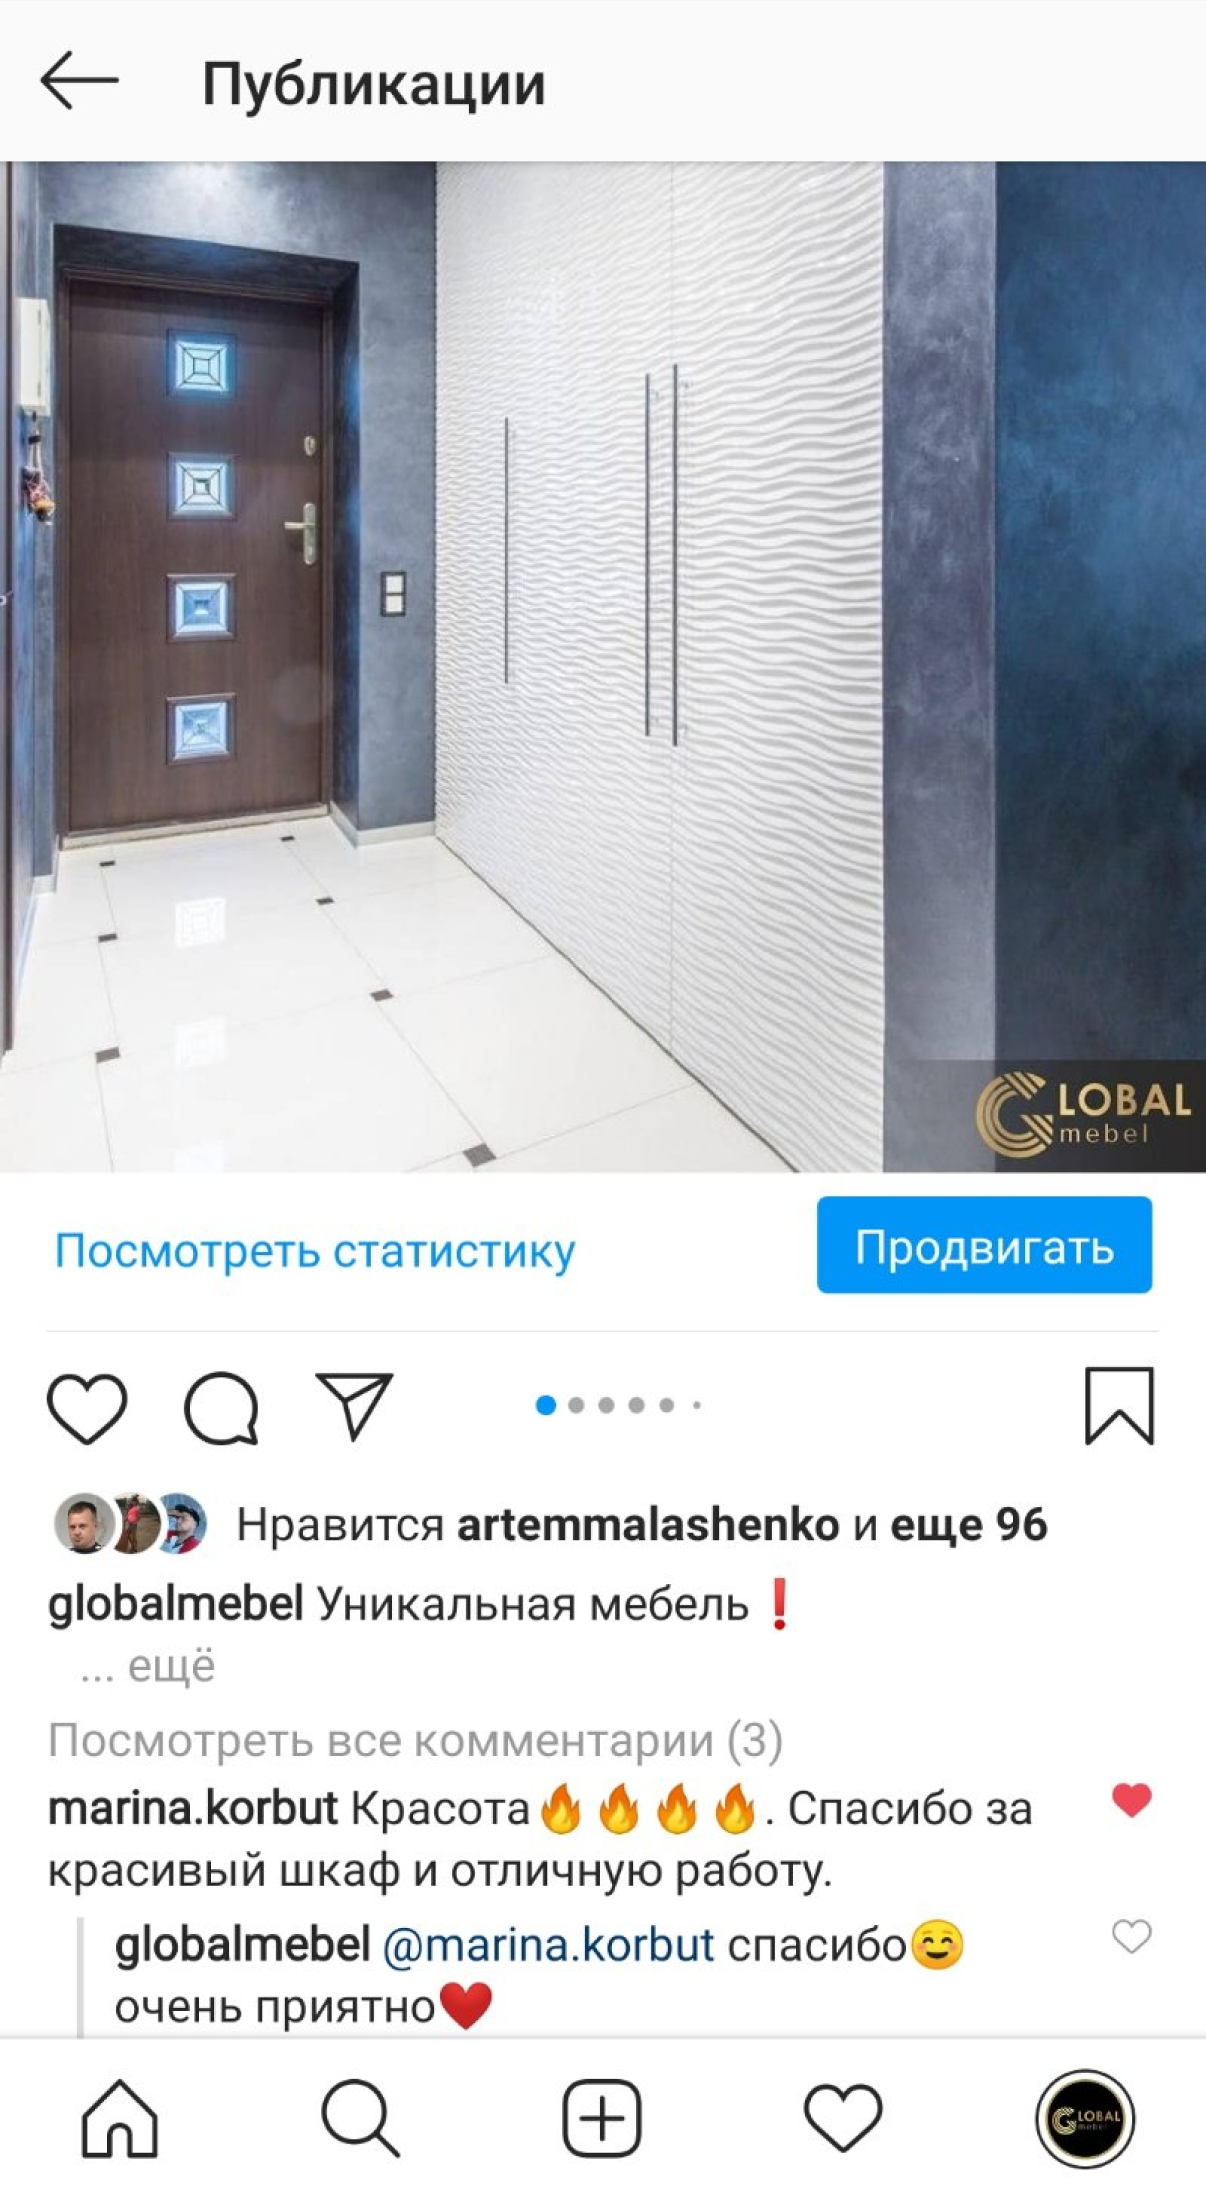 Публикации
GLOBAL
mebel
Посмотреть статистику
Продвигать
Нравится artemmalashenko и еще 96
globalmebel Уникальная мебель❗
... ещё
Посмотреть все комментарии (3)
marina.korbut Красота🔥🔥🔥🔥. Спасибо за
красивый шкаф и отличную работу.
globalmebel @marina.korbut спасибо☺️
очень приятно❤️
GLOBAL
mebel